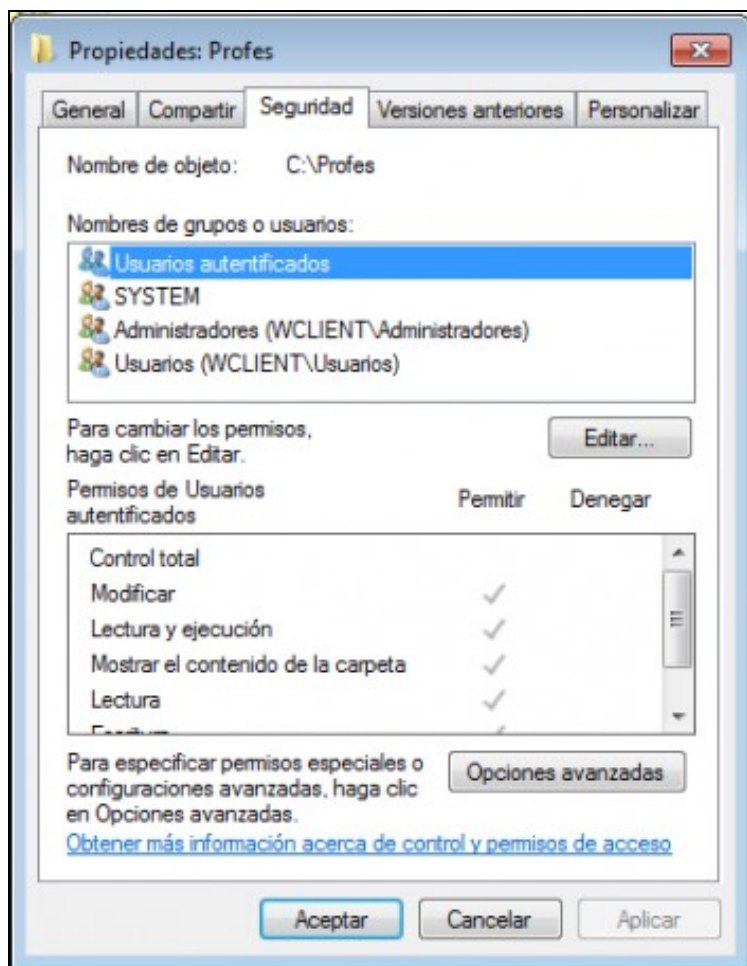 Propiedades: Profes
General Compartir Seguridad Versiones anteriores Personalizar
Nombre de objeto: C:\Profes
Nombres de grupos o usuarios:
Usuarios autentificados
SYSTEM
Administradores (WCLIENT\Administradores)
Usuarios (WCLIENT\Usuarios)
Para cambiar los permisos,
haga clic en Editar.
Editar...
Permisos de Usuarios
autentificados
Permitir Denegar
Control total
Modificar
Lectura y ejecución
Mostrar el contenido de la carpeta
Lectura
Para especificar permisos especiales o
configuraciones avanzadas, haga clic
en Opciones avanzadas.
Opciones avanzadas
Obtener más información acerca de control y permisos de acceso
Aceptar Cancelar Aplicar